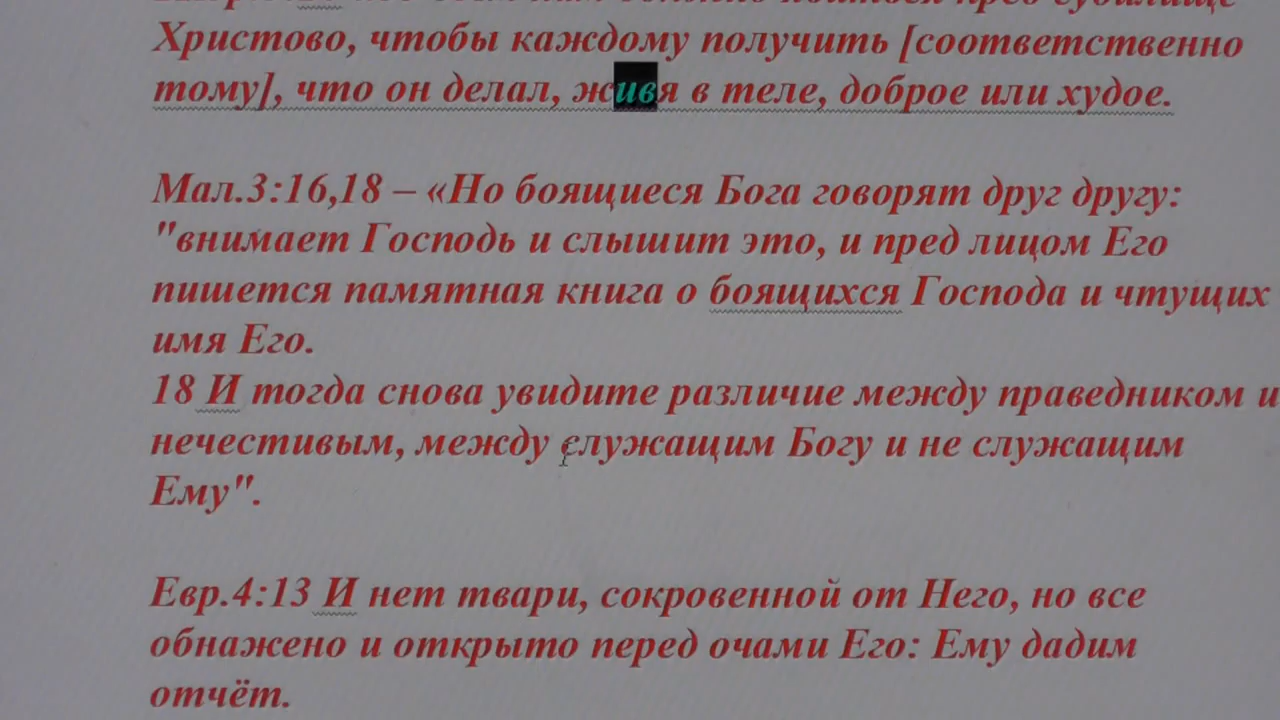 Христово, чтобы каждому получить [соответственно
тому], что он делал, живя в теле, доброе или худое.
Мал.3:16,18 – «Но боящиеся Бога говорят друг другу:
"внимает Господь и слышит это, и пред лицом Его
пишется памятная книга о боящихся Господа и чтущих
имя Его.
18 И тогда снова увидите различие между праведником и
нечестивым, между служащим Богу и не служащим
Ему".
Евр.4:13 И нет твари, сокровенной от Него, но все
обнажено и открыто перед очами Его: Ему дадим
отчёт.